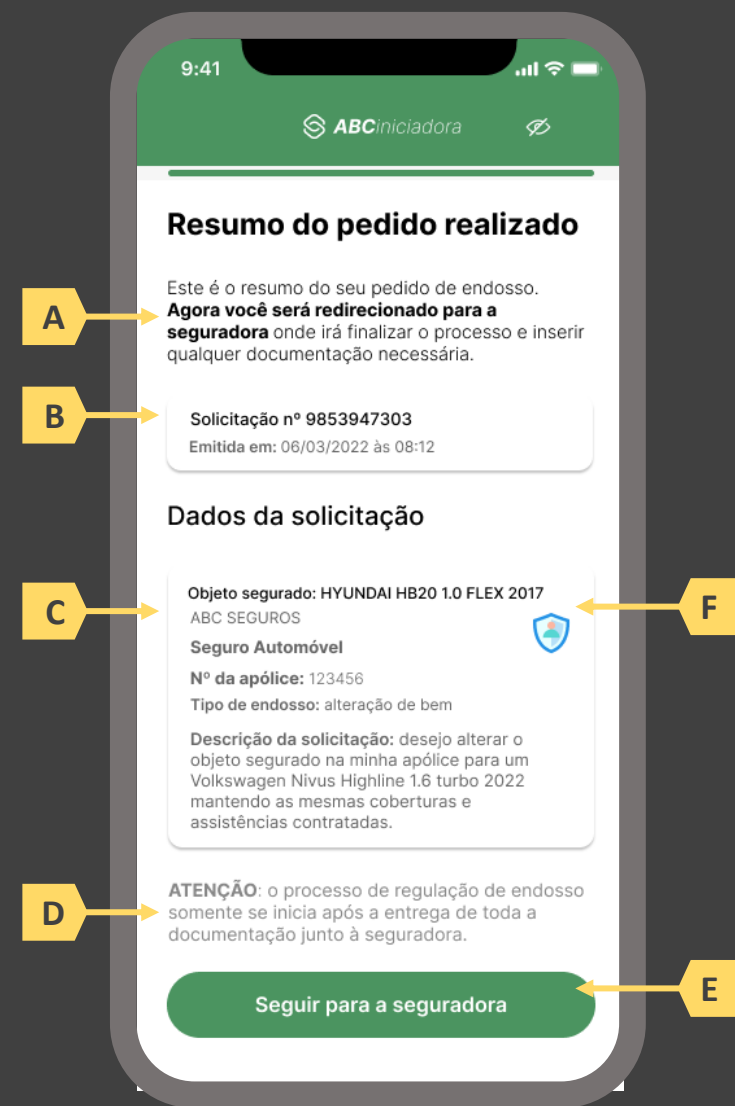 9:41
ABCiniciadora
Resumo do pedido realizado
Este é o resumo do seu pedido de endosso.
A
Agora você será redirecionado para a
seguradora onde irá finalizar o processo e inserir
qualquer documentação necessária.
B
Solicitação nº 9853947303
Emitida em: 06/03/2022 às 08:12
Dados da solicitação
C
Objeto segurado: HYUNDAI HB20 1.0 FLEX 2017
F
ABC SEGUROS
Seguro Automóvel
Nº da apólice: 123456
Tipo de endosso: alteração de bem
Descrição da solicitação: desejo alterar o
objeto segurado na minha apólice para um
Volkswagen Nivus Highline 1.6 turbo 2022
mantendo as mesmas coberturas e
assistências contratadas.
D
ATENÇÃO: o processo de regulação de endosso
somente se inicia após a entrega de toda a
documentação junto à seguradora.
E
Seguir para a seguradora